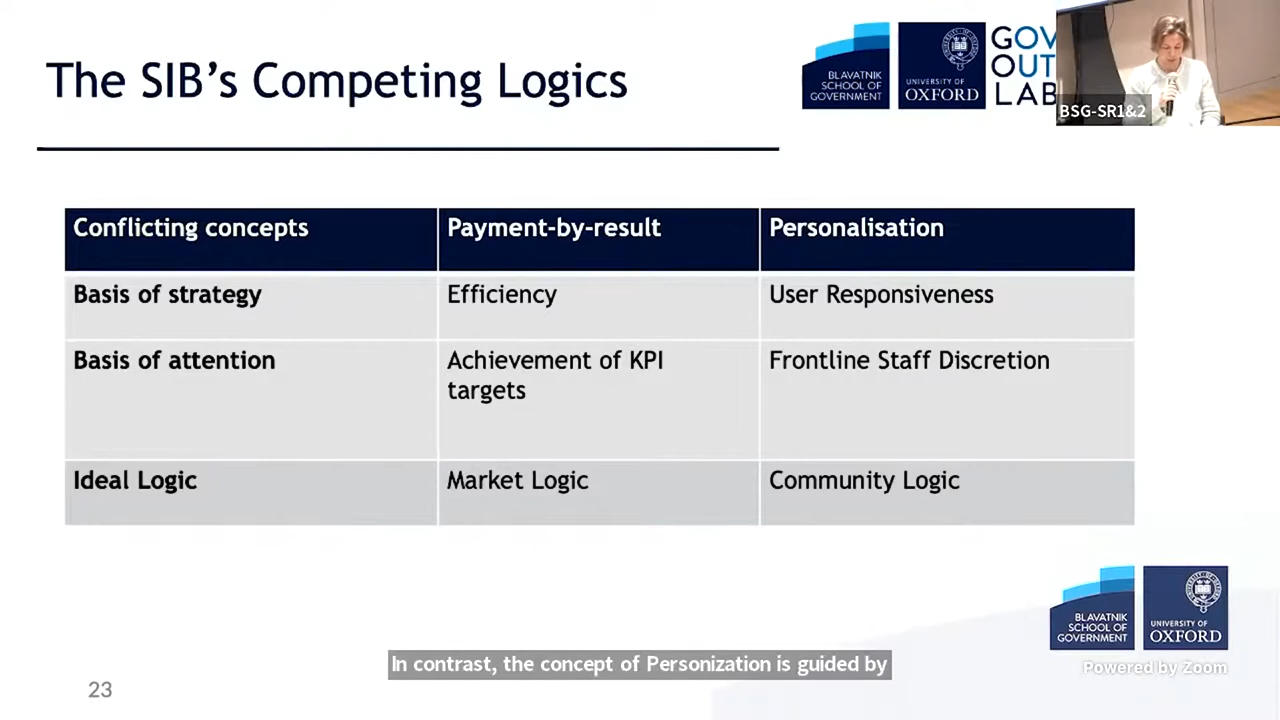 The SIB's Competing Logics
BLAVATNIK
SCHOOL OF
GOVERNMENT
UNIVERSITY OF
OXFORD
GOV
OUT
LAB
BSG-SR1&2
Conflicting concepts
Payment-by-result
Personalisation
Basis of strategy
Efficiency
User Responsiveness
Basis of attention
Achievement of KPI
targets
Frontline Staff Discretion
Ideal Logic
Market Logic
Community Logic
BLAVATNIK
SCHOOL OF
GOVERNMENT
UNIVERSITY OF
OXFORD
In contrast, the concept of Personization is guided by
Powered by Zoom
23